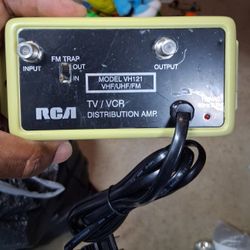 INPUT
FM TRAP
OUT
IN
OUTPUT
MODEL VH121
VHF/UHF/FM
RCA
TV / VCR
DISTRIBUTION AMP.